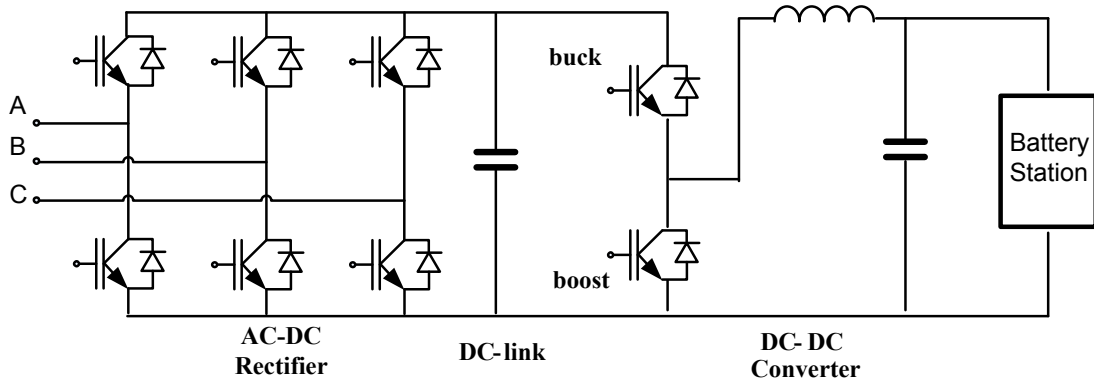 buck
A
B
C
Battery
Station
boost
AC-DC
Rectifier
DC-link
DC- DC
Converter